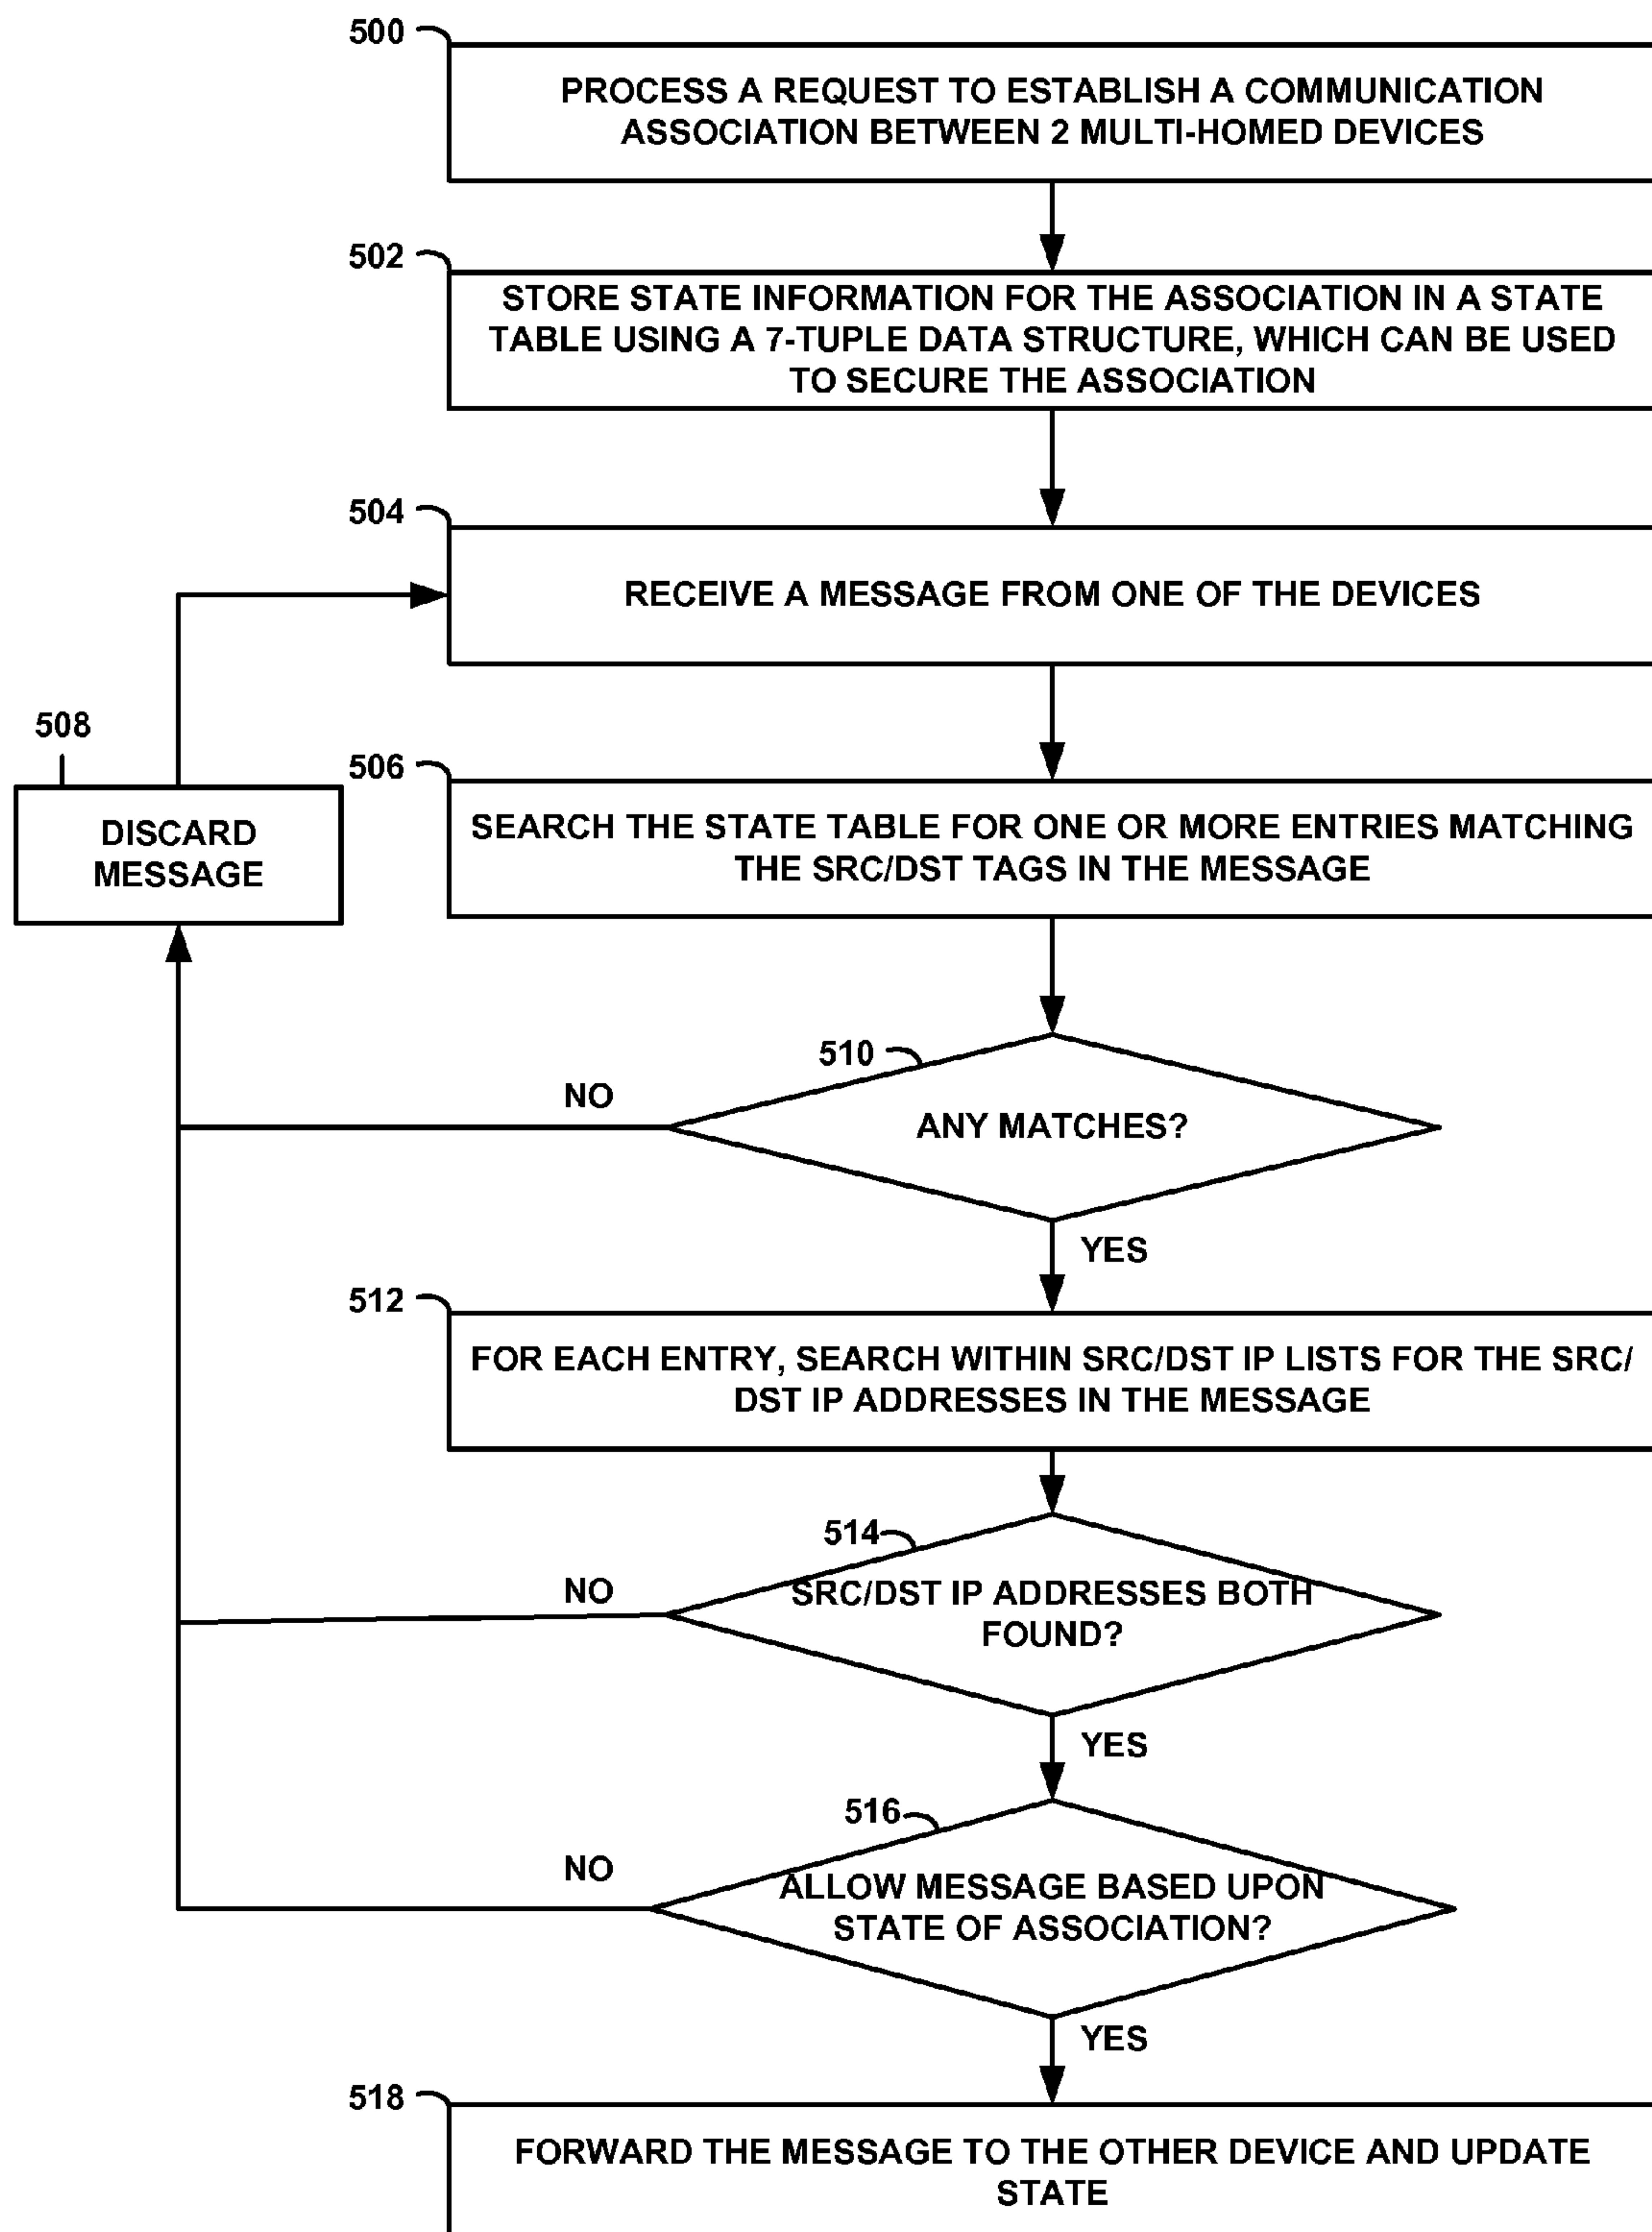 500
PROCESS A REQUEST TO ESTABLISH A COMMUNICATION
ASSOCIATION BETWEEN 2 MULTI-HOMED DEVICES
502
STORE STATE INFORMATION FOR THE ASSOCIATION IN A STATE
TABLE USING A 7-TUPLE DATA STRUCTURE, WHICH CAN BE USED
TO SECURE THE ASSOCIATION
504
RECEIVE A MESSAGE FROM ONE OF THE DEVICES
508
DISCARD
MESSAGE
506
SEARCH THE STATE TABLE FOR ONE OR MORE ENTRIES MATCHING
THE SRC/DST TAGS IN THE MESSAGE
510
NO
ANY MATCHES?
YES
512
FOR EACH ENTRY, SEARCH WITHIN SRC/DST IP LISTS FOR THE SRC/
DST IP ADDRESSES IN THE MESSAGE
514
NO
SRC/DST IP ADDRESSES BOTH
FOUND?
YES
516
NO
ALLOW MESSAGE BASED UPON
STATE OF ASSOCIATION?
YES
518
FORWARD THE MESSAGE TO THE OTHER DEVICE AND UPDATE
STATE